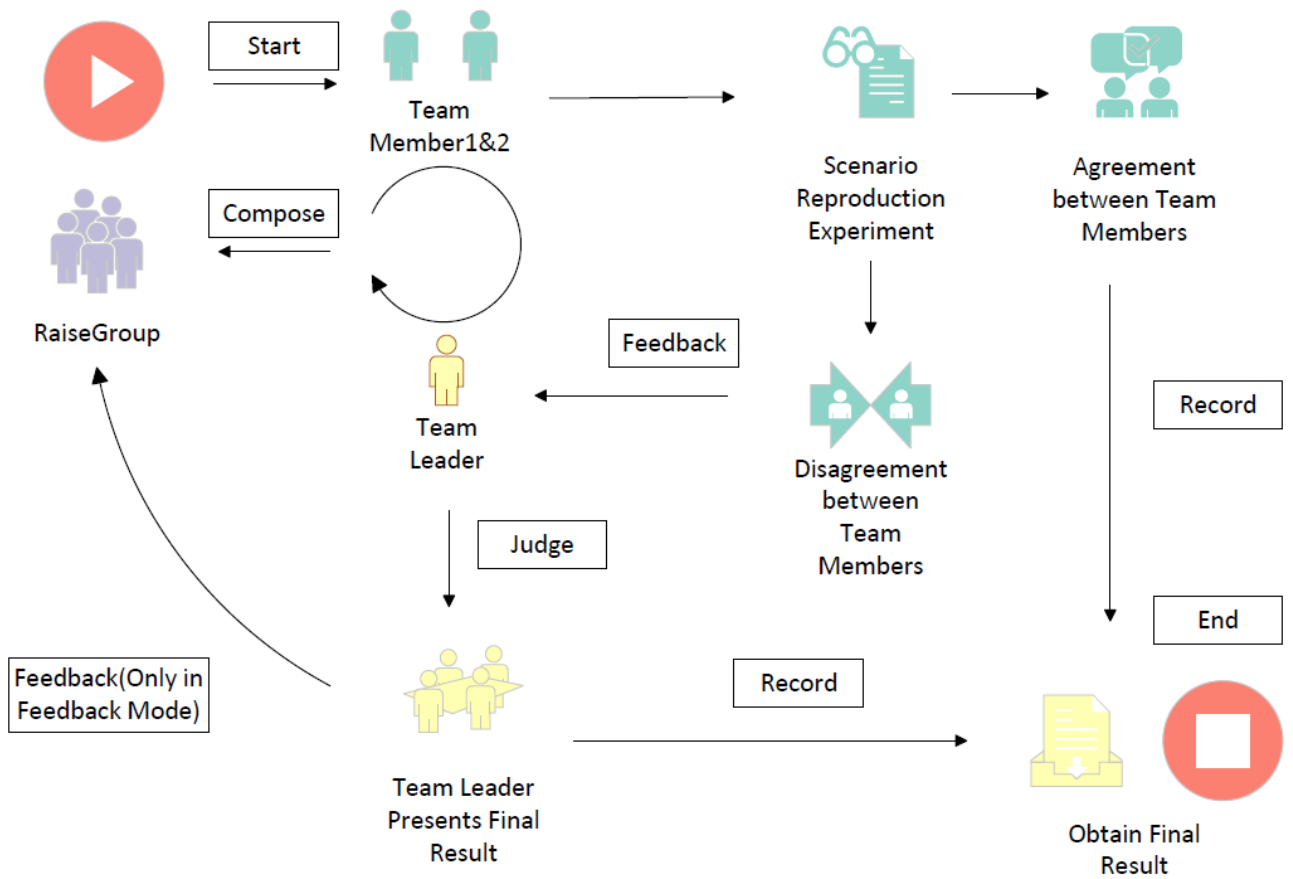 Start
Team
Member1&2
Scenario
Reproduction
Experiment
Agreement
between Team
Members
Compose
RaiseGroup
Feedback
Team
Leader
Record
Disagreement
between
Team
Members
Judge
End
Feedback(Only in
Feedback Mode)
Record
Team Leader
Presents Final
Result
Obtain Final
Result